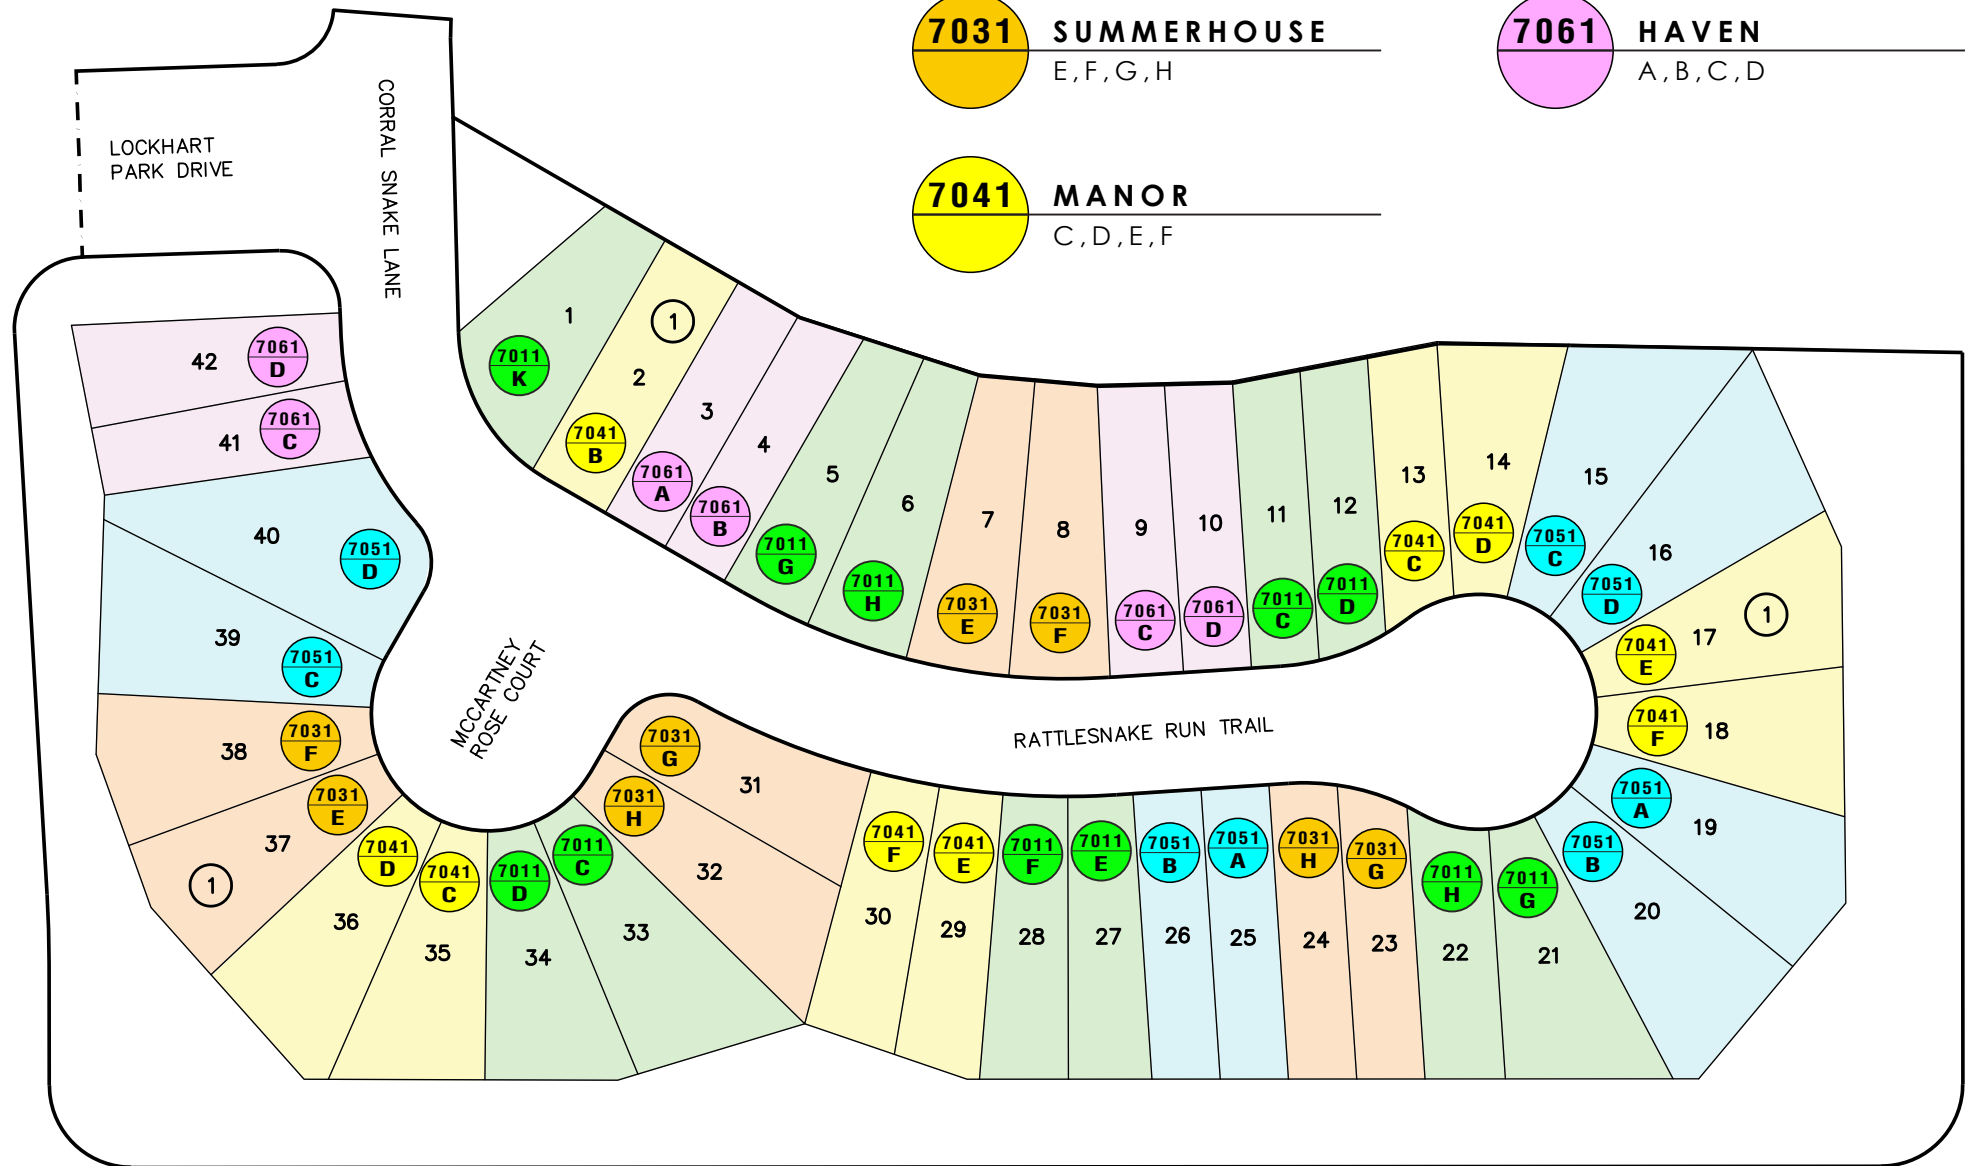 7031 SUMMERHOUSE
E,F,G,H
7061 HAVEN
A,B,C,D
7041 MANOR
C,D,E,F
LOCKHART
PARK DRIVE
CORRAL SNAKE LANE
1
7011
K
1
2
7041
B
3
7061
A
4
7061
B
5
7011
G
6
7011
H
7
7031
E
8
7031
F
9
7061
C
10
7061
D
11
7011
C
12
7011
D
13
7041
C
14
7041
D
15
7051
C
16
7051
D
17
1
7041
E
18
7041
F
19
7051
A
20
7051
B
21
7011
G
22
7011
H
23
7031
G
24
7031
H
25
7051
A
26
7051
B
27
7011
E
28
7011
F
29
7041
E
30
7041
F
31
7031
G
32
7031
H
33
7011
C
34
7011
D
35
7041
C
36
7041
D
37
1
7031
E
38
7031
F
39
7051
C
40
7051
D
41
7061
C
42
7061
D
MCCARTNEY
ROSE COURT
RATTLESNAKE RUN TRAIL